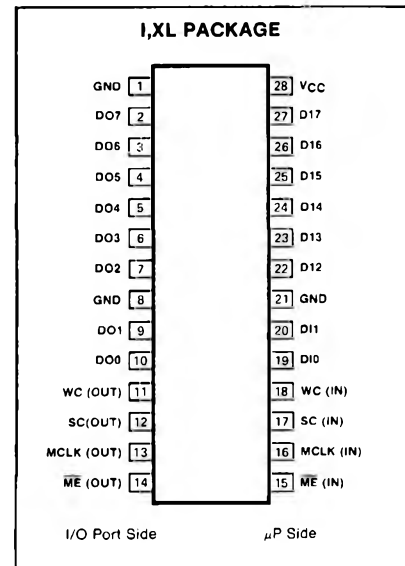 I,XL PACKAGE
GND 1 28 VCC
DO7 2 27 D17
DO6 3 26 D16
DO5 4 25 D15
DO4 5 24 D14
DO3 6 23 D13
DO2 7 22 D12
GND 8 21 GND
DO1 9 20 DI1
DO0 10 19 DI0
WC (OUT) 11 18 WC (IN)
SC(OUT) 12 17 SC (IN)
MCLK (OUT) 13 16 MCLK (IN)
M̅E̅ (OUT) 14 15 M̅E̅ (IN)
I/O Port Side µP Side